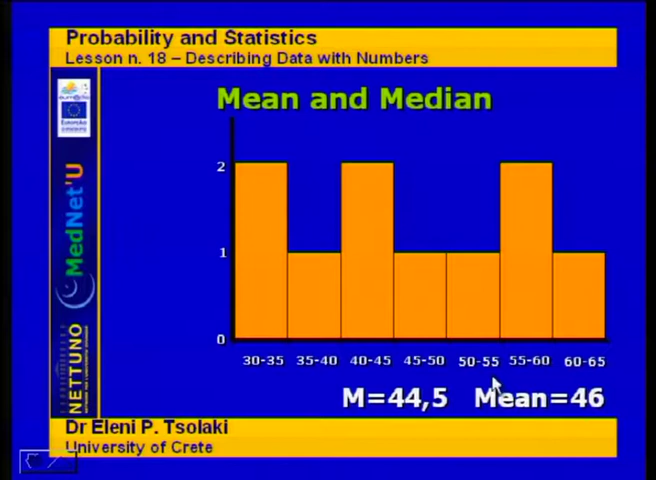 Probability and Statistics
Lesson n. 18 – Describing Data with Numbers
Mean and Median
2
1
0
30-35 35-40 40-45 45-50 50-55 55-60 60-65
M=44,5 Mean=46
MedNet'U
NETTUNO
Dr Eleni P. Tsolaki
University of Crete